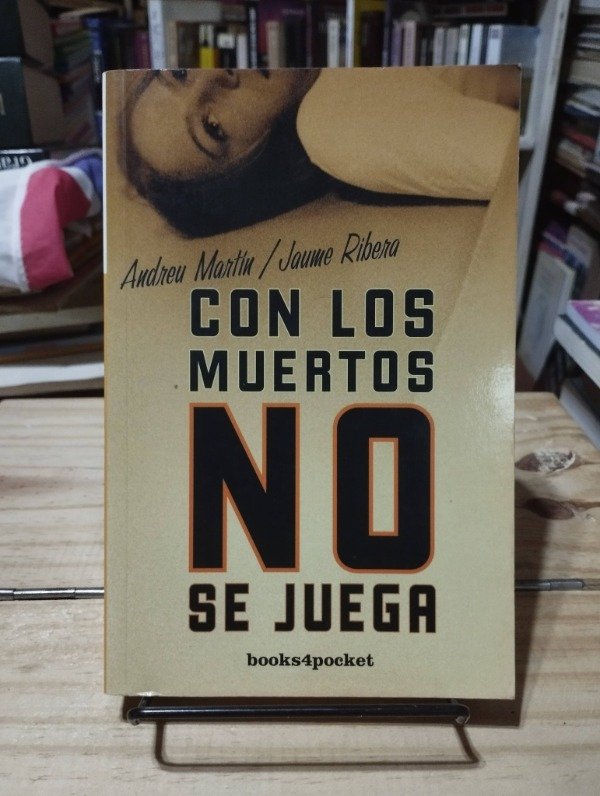 Andreu Martín / Jaume Ribera
CON LOS
MUERTOS
NO
SE JUEGA
books4pocket